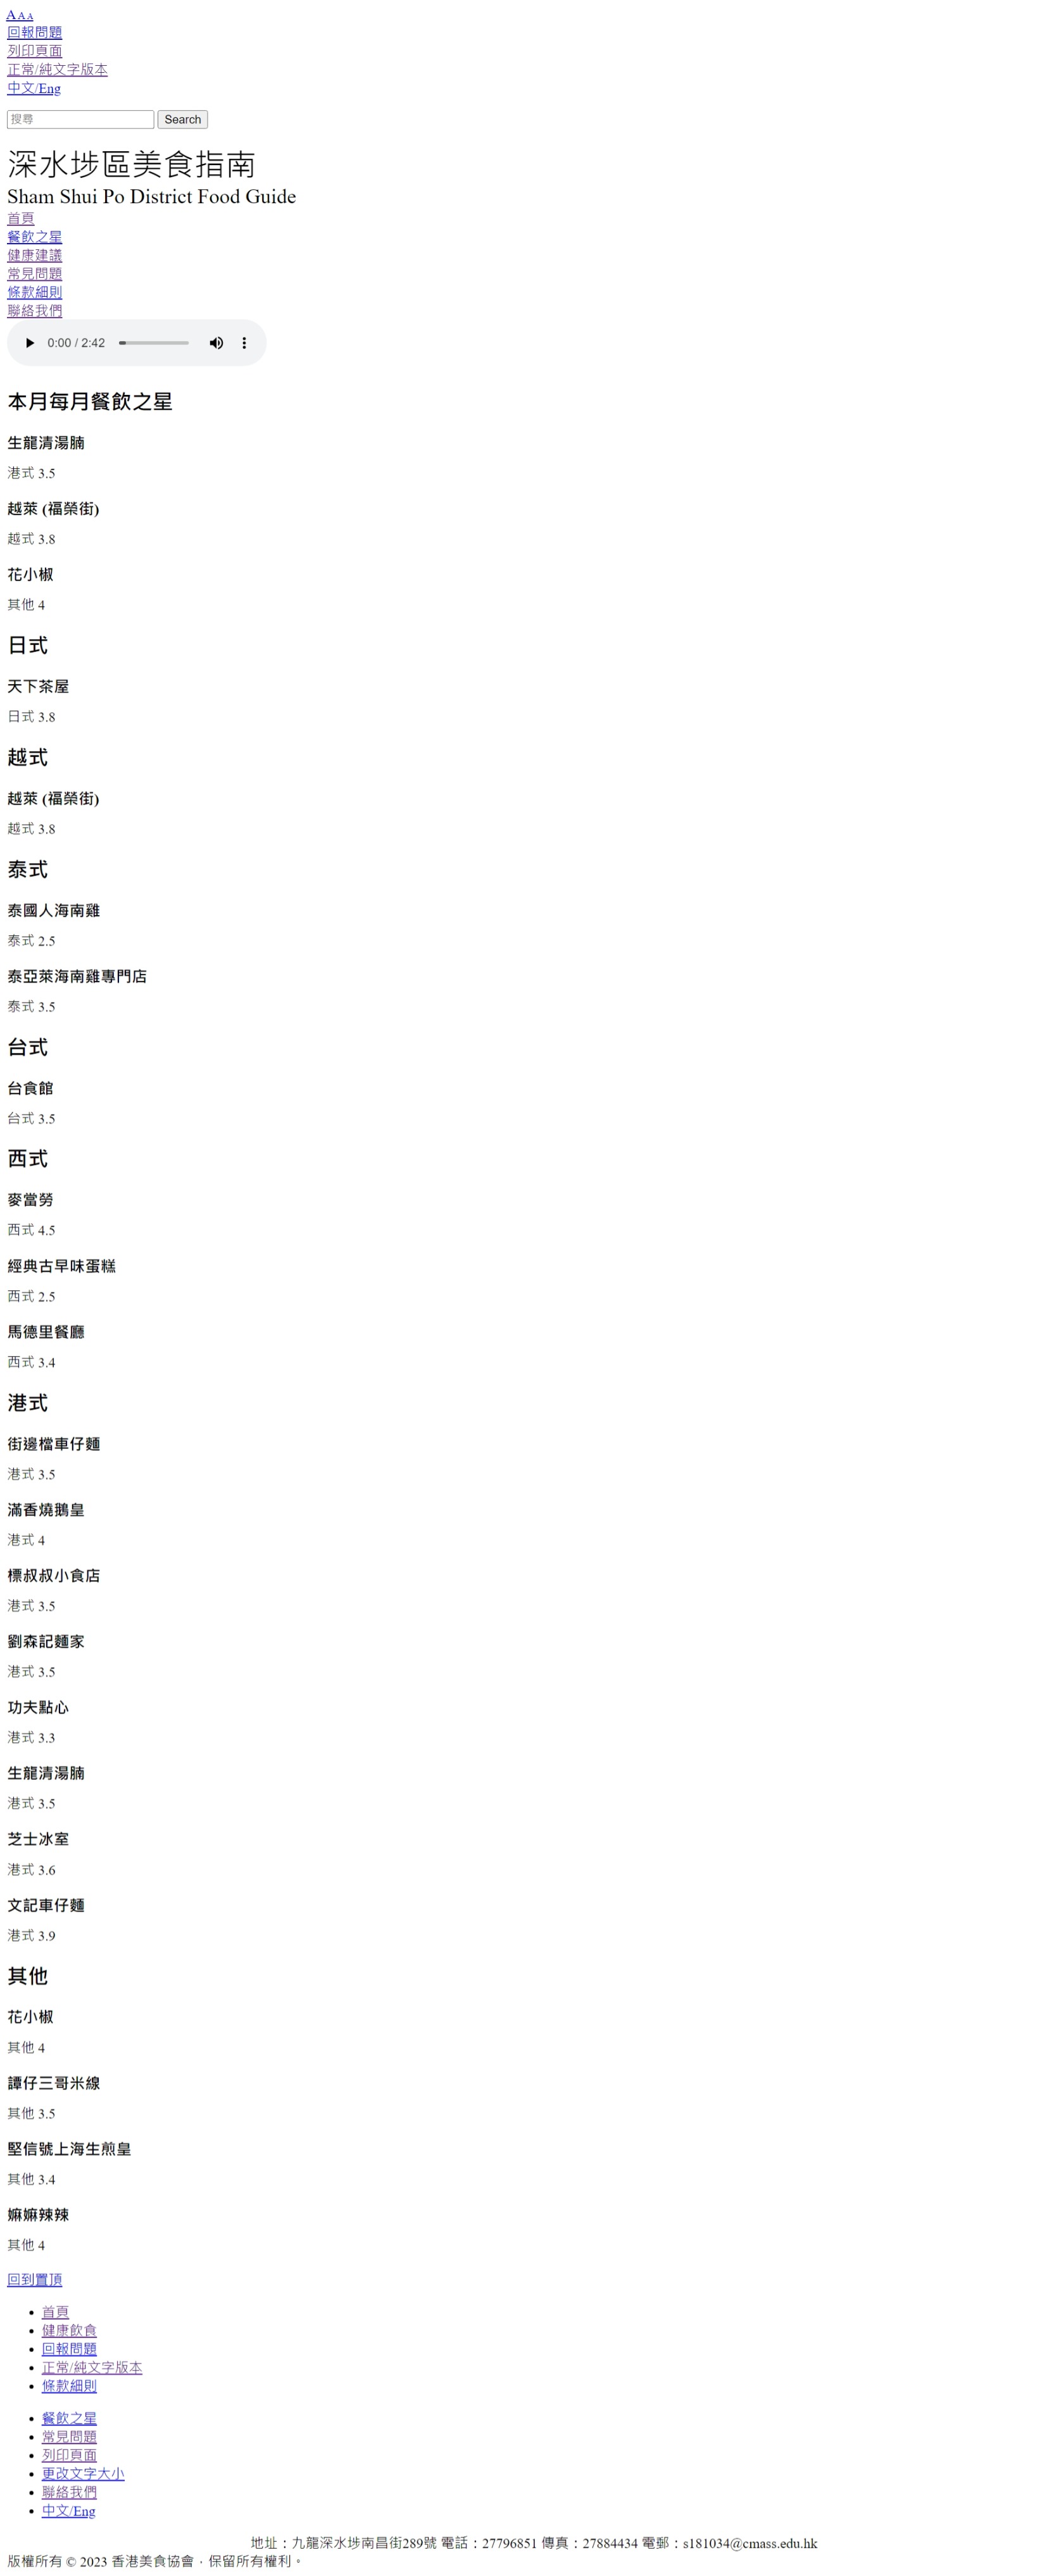 AAA
回報問題
列印頁面
正常/純文字版本
中文/Eng
搜尋 Search
深水埗區美食指南
Sham Shui Po District Food Guide
首頁
餐飲之星
健康建議
常見問題
條款細則
聯絡我們
0:00 / 2:42
本月每月餐飲之星
生龍清湯腩
港式 3.5
越萊 (福榮街)
越式 3.8
花小椒
其他 4
日式
天下茶屋
日式 3.8
越式
越萊 (福榮街)
越式 3.8
泰式
泰國人海南雞
泰式 2.5
泰亞萊海南雞專門店
泰式 3.5
台式
台食館
台式 3.5
西式
麥當勞
西式 4.5
經典古早味蛋糕
西式 2.5
馬德里餐廳
西式 3.4
港式
街邊檔車仔麵
港式 3.5
滿香燒鵝皇
港式 4
標叔叔小食店
港式 3.5
劉森記麵家
港式 3.5
功夫點心
港式 3.3
生龍清湯腩
港式 3.5
芝士冰室
港式 3.6
文記車仔麵
港式 3.9
其他
花小椒
其他 4
譚仔三哥米線
其他 3.5
堅信號上海生煎皇
其他 3.4
嫲嫲辣辣
其他 4
回到置頂
首頁
健康飲食
回報問題
正常/純文字版本
條款細則
餐飲之星
常見問題
列印頁面
更改文字大小
聯絡我們
中文/Eng
地址：九龍深水埗南昌街289號 電話：27796851 傳真：27884434 電郵：s181034@cmass.edu.hk
版權所有 © 2023 香港美食協會．保留所有權利。